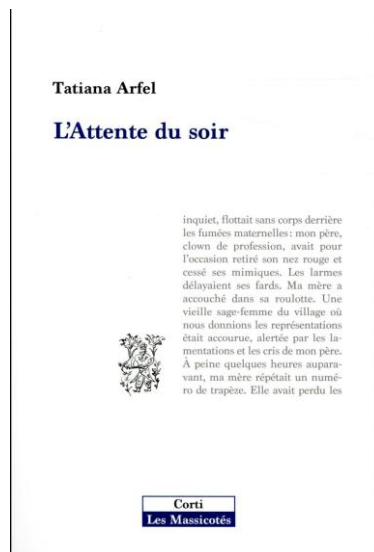 Tatiana Arfel
L'Attente du soir
inquiet, flottait sans corps derrière
les fumées maternelles : mon père,
clown de profession, avait pour
l'occasion retiré son nez rouge et
cessé ses mimiques. Les larmes
délayaient ses fards. Ma mère a
accouché dans sa roulotte. Une
vieille sage-femme du village où
nous donnions les représentations
était accourue, alertée par les la-
mentations et les cris de mon père.
À peine quelques heures aupara-
vant, ma mère répétait un numé-
ro de trapèze. Elle avait perdu les
Corti
Les Massicotés